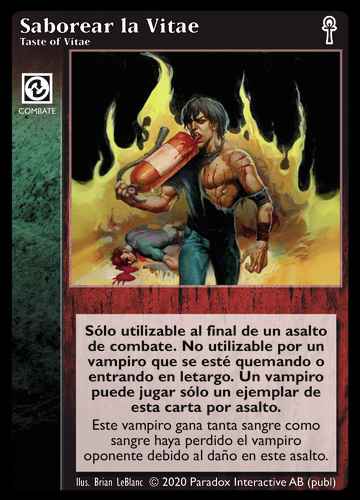 Saborear la Vitae
Taste of Vitae
COMBATE
Sólo utilizable al final de un asalto
de combate. No utilizable por un
vampiro que se esté quemando o
entrando en letargo. Un vampiro
puede jugar sólo un ejemplar de
esta carta por asalto.
Este vampiro gana tanta sangre como
sangre haya perdido el vampiro
oponente debido al daño en este asalto.
Illus. Brian LeBlanc © 2020 Paradox Interactive AB (publ)